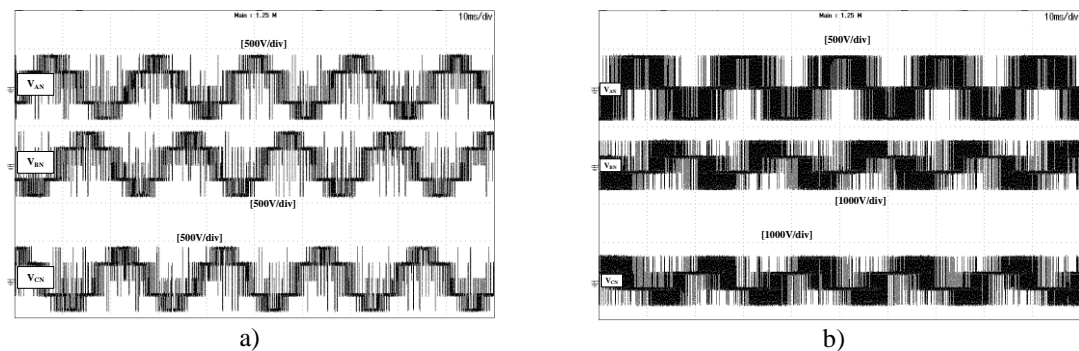 Main : 1.25 M
10ms/div
[500V/div]
VAN
VBN
[500V/div]
[500V/div]
VCN
a)
Main : 1.25 M
10ms/div
[500V/div]
VAN
VBN
[1000V/div]
[1000V/div]
VCN
b)